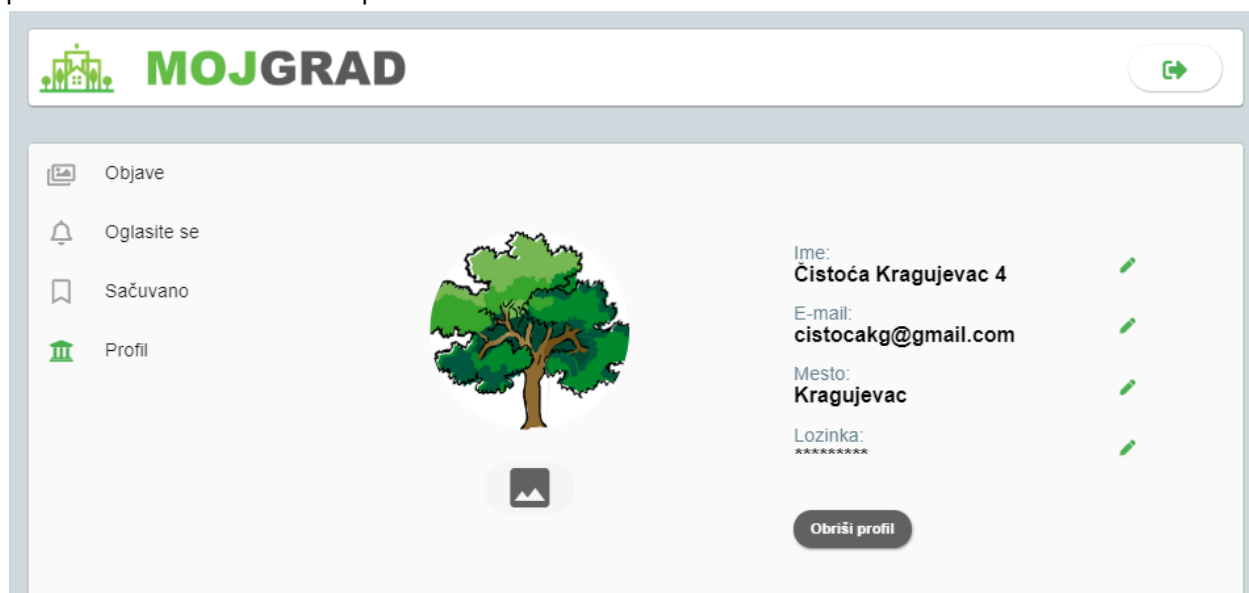 MOJGRAD
Objave
Oglasite se
Sačuvano
Profil
Ime:
Čistoća Kragujevac 4
E-mail:
cistocakg@gmail.com
Mesto:
Kragujevac
Lozinka:
*********
Obriši profil